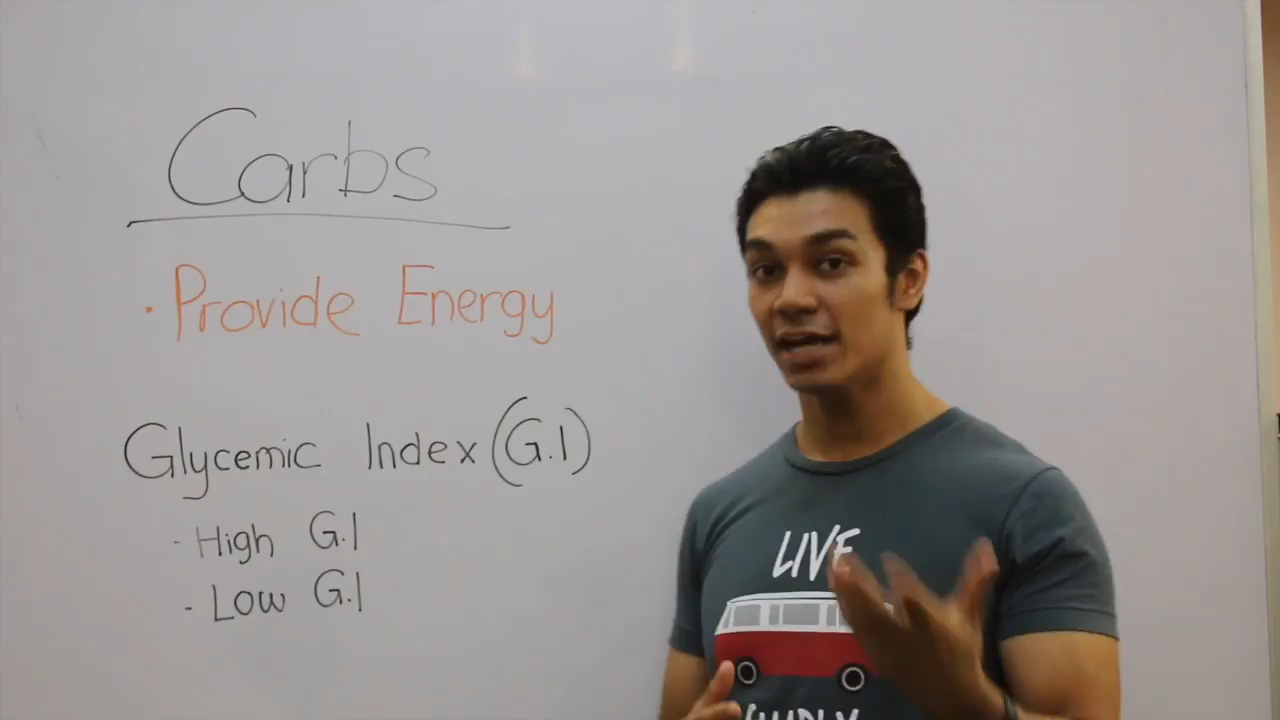 Carbs
· Provide Energy
Glycemic Index (G.I)
- High G.I
- Low G.I
LIVE